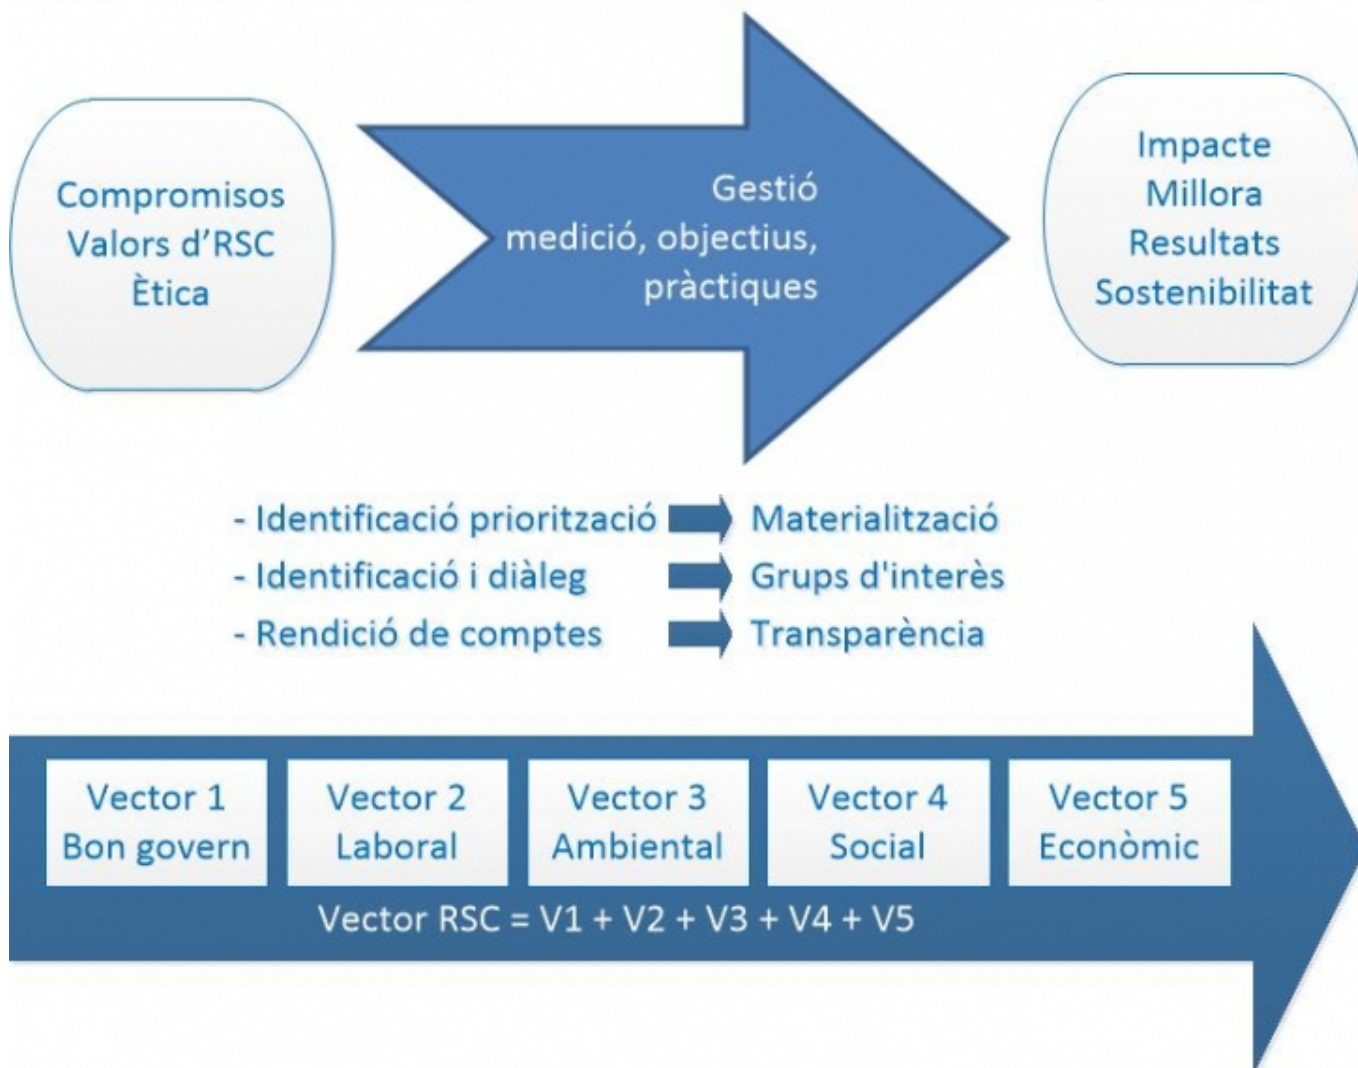 Compromisos
Valors d’RSC
Ètica
Gestió
medició, objectius,
pràctiques
Impacte
Millora
Resultats
Sostenibilitat
- Identificació priorització Materialització
- Identificació i diàleg Grups d'interès
- Rendició de comptes Transparència
Vector 1
Bon govern
Vector 2
Laboral
Vector 3
Ambiental
Vector 4
Social
Vector 5
Econòmic
Vector RSC = V1 + V2 + V3 + V4 + V5